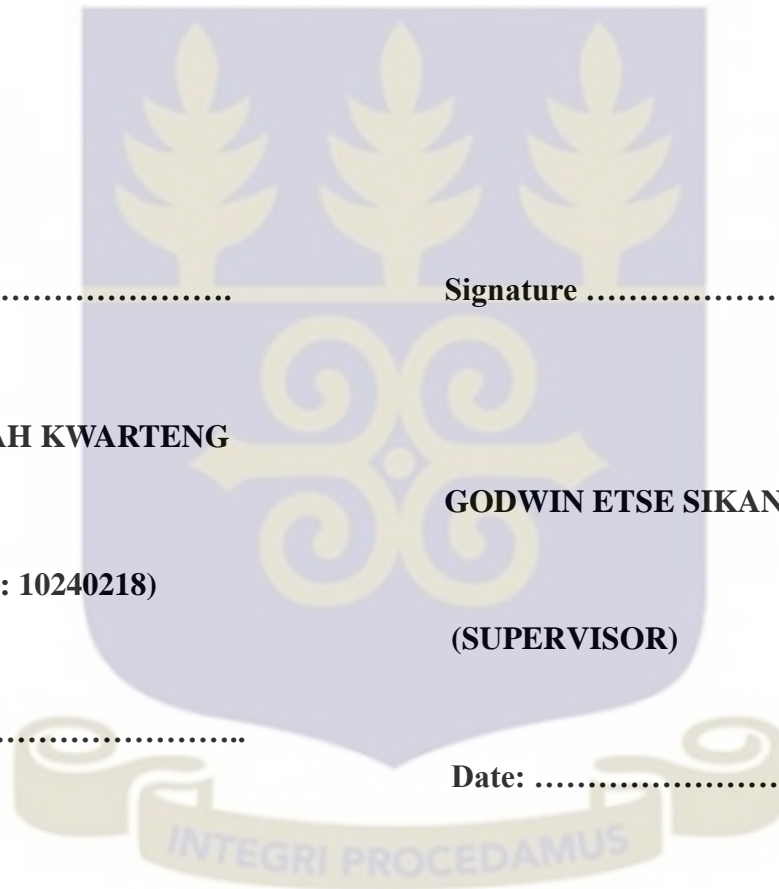 ……………………….
Signature ………………
AH KWARTENG
GODWIN ETSE SIKAN
: 10240218)
(SUPERVISOR)
………………………..
Date: ……………………
INTEGRI PROCEDAMUS